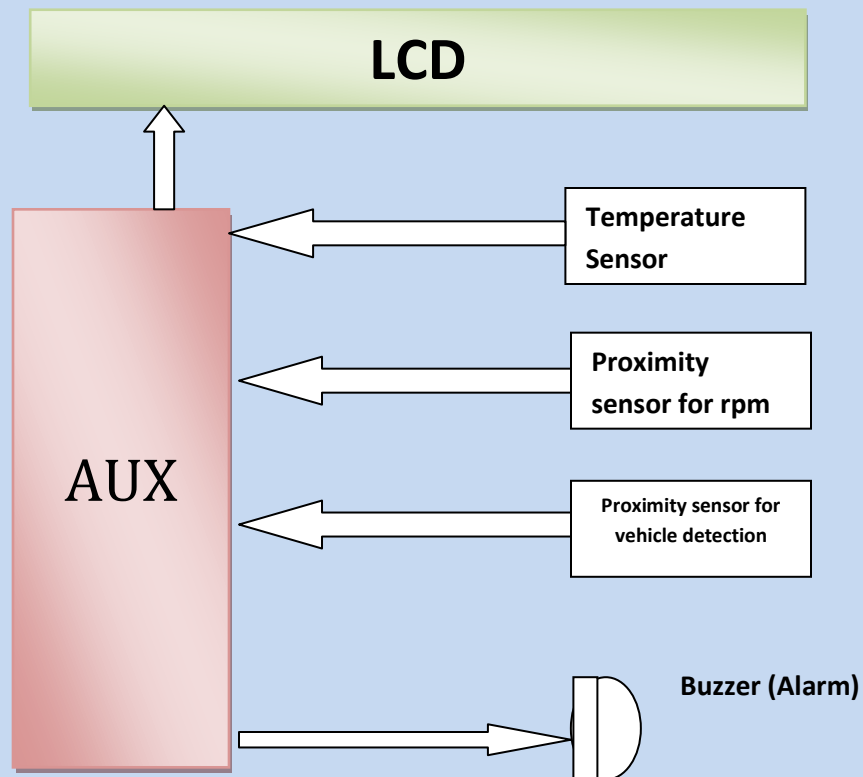 LCD
Temperature
Sensor
Proximity
sensor for rpm
AUX
Proximity sensor for
vehicle detection
Buzzer (Alarm)